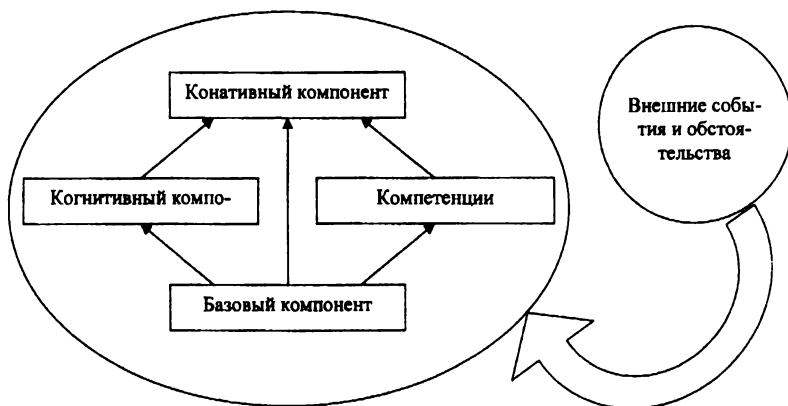 Конативный компонент
Внешние собы-
тия и обстоя-
тельства
Когнитивный компо-
Компетенции
Базовый компонент